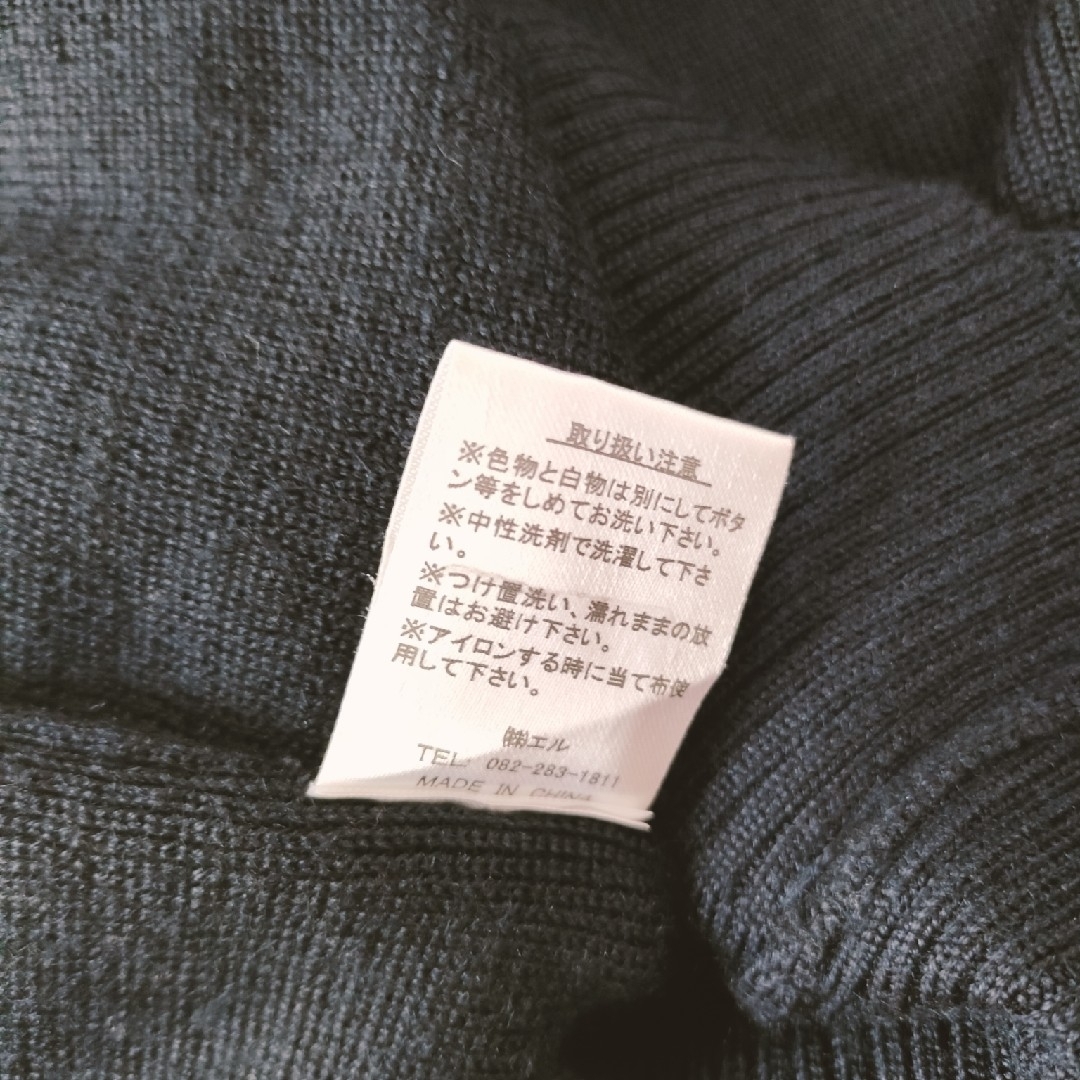 取り扱い注意
※色物と白物は別にしてボタ
ン等をしめてお洗い下さい。
※中性洗剤で洗濯して下さ
い。
※つけ置洗い、濡れままの放
置はお避け下さい。
※アイロンする時に当て布使
用して下さい。
㈱エル
TEL: 082-283-1811
MADE IN CHINA